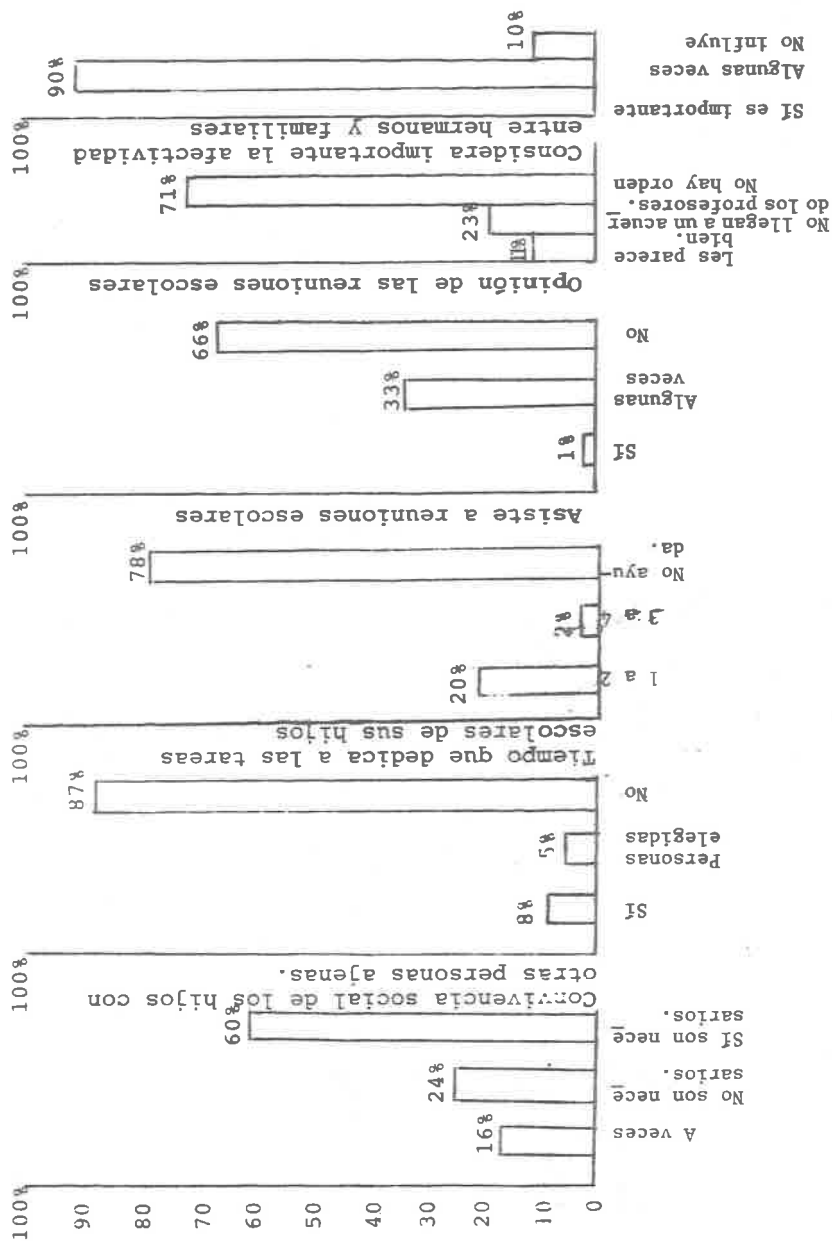 100%
90
80
70
60
50
40
30
20
10
0
16%
A veces
24%
No son nece
sarios.
60%
Sí son nece
sarios.
Convivencia social de los hijos con
otras personas ajenas.
100%
8%
Sí
5%
Personas
elegidas
87%
No
Tiempo que dedica a las tareas
escolares de sus hijos
100%
20%
1 a 2
2%
3 a 4
78%
No ayu-
da.
Asiste a reuniones escolares
100%
1%
Sí
33%
Algunas
veces
66%
No
Opinión de las reuniones escolares
100%
11%
Les parece
bien.
23%
No llegan a un acuer
do los profesores.
71%
No hay orden
Considera importante la afectividad
entre hermanos y familiares
100%
Sí es importante
90%
Algunas veces
10%
No influye